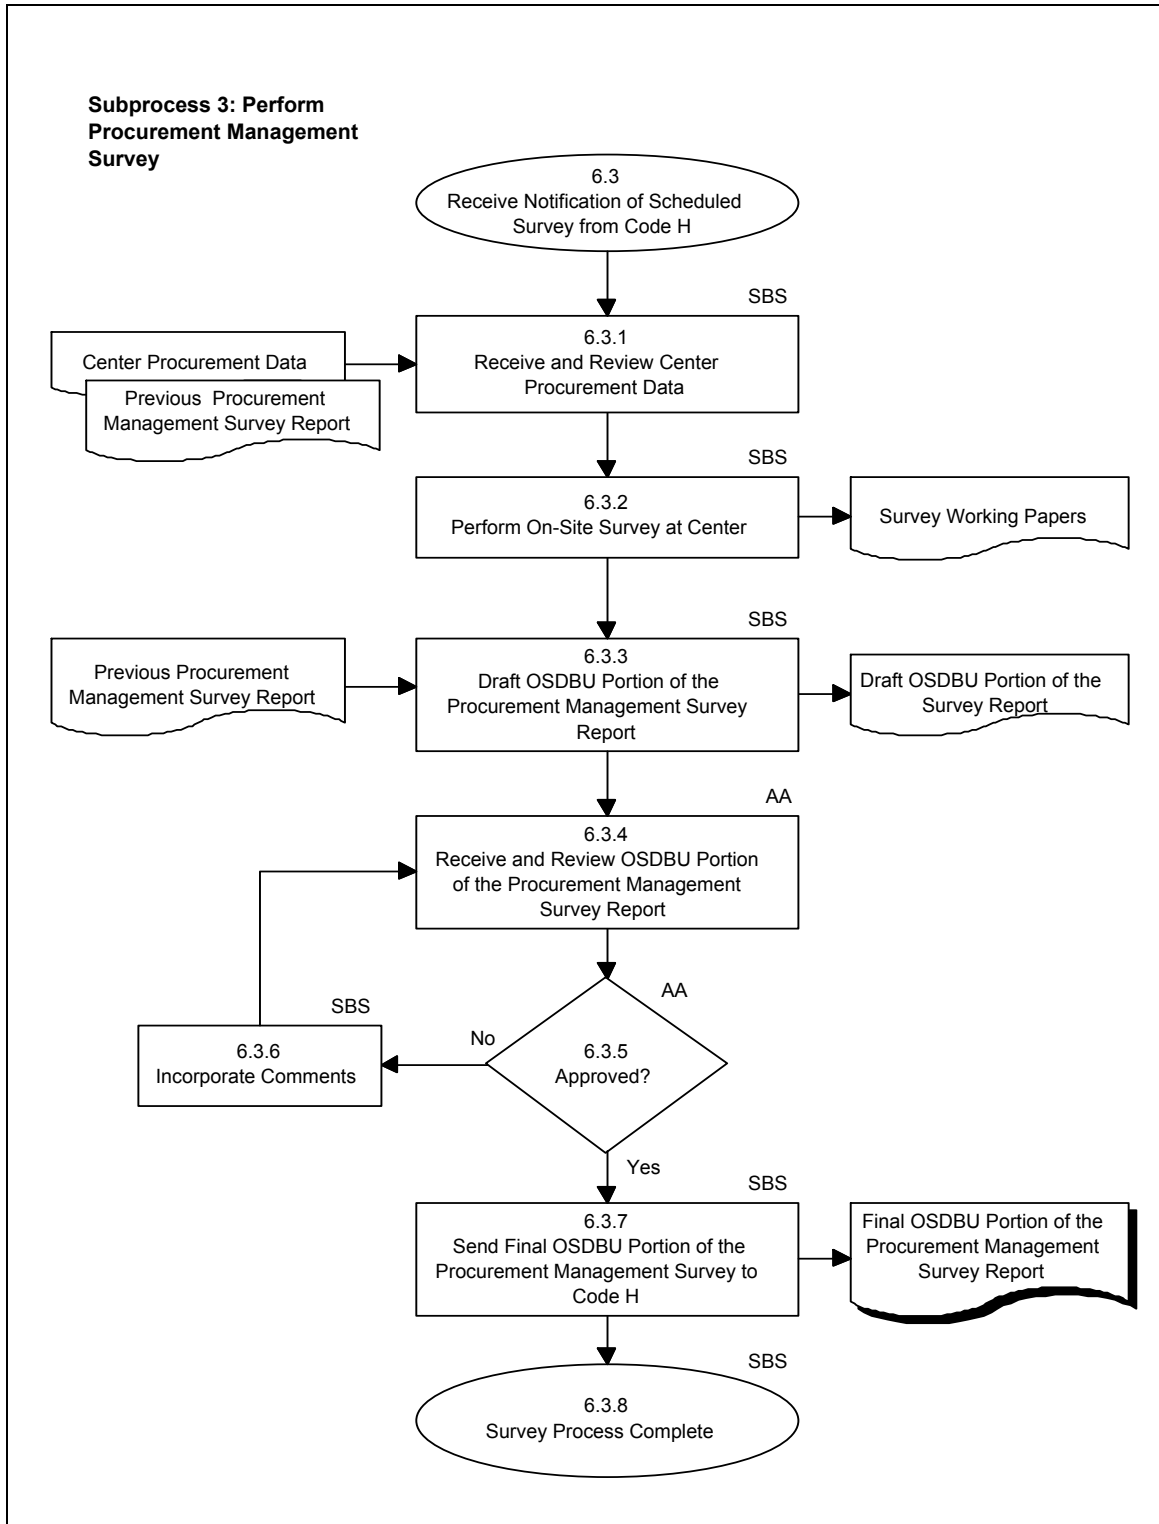 Subprocess 3: Perform
Procurement Management
Survey
6.3
Receive Notification of Scheduled
Survey from Code H
SBS
6.3.1
Receive and Review Center
Procurement Data
Center Procurement Data
Previous Procurement
Management Survey Report
SBS
6.3.2
Perform On-Site Survey at Center
Survey Working Papers
SBS
6.3.3
Draft OSDBU Portion of the
Procurement Management Survey
Report
Previous Procurement
Management Survey Report
Draft OSDBU Portion of the
Survey Report
AA
6.3.4
Receive and Review OSDBU Portion
of the Procurement Management
Survey Report
AA
6.3.5
Approved?
No
SBS
6.3.6
Incorporate Comments
Yes
SBS
6.3.7
Send Final OSDBU Portion of the
Procurement Management Survey to
Code H
Final OSDBU Portion of the
Procurement Management
Survey Report
SBS
6.3.8
Survey Process Complete